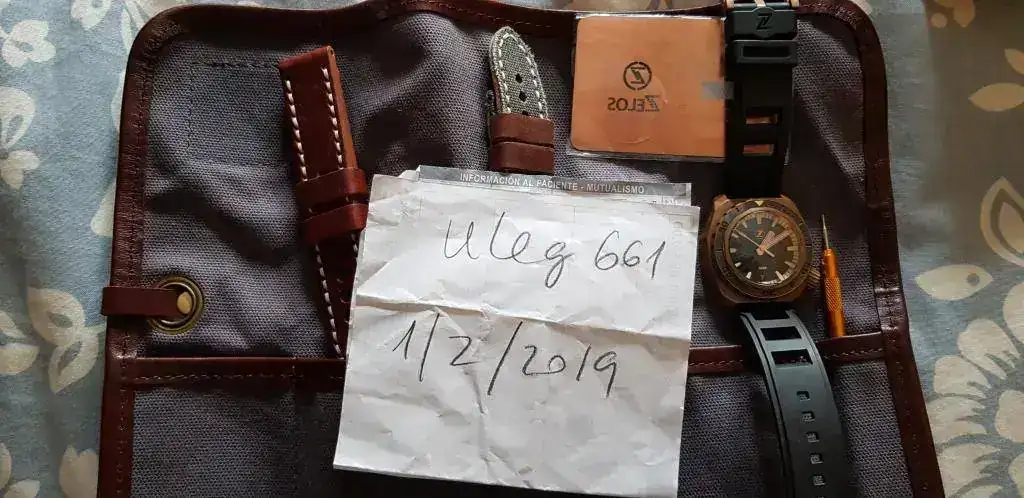 Z
ZELOS
Z
INFORMACIÓN AL PACIENTE - MUTUALISMO
uleg 661
1/2/2019